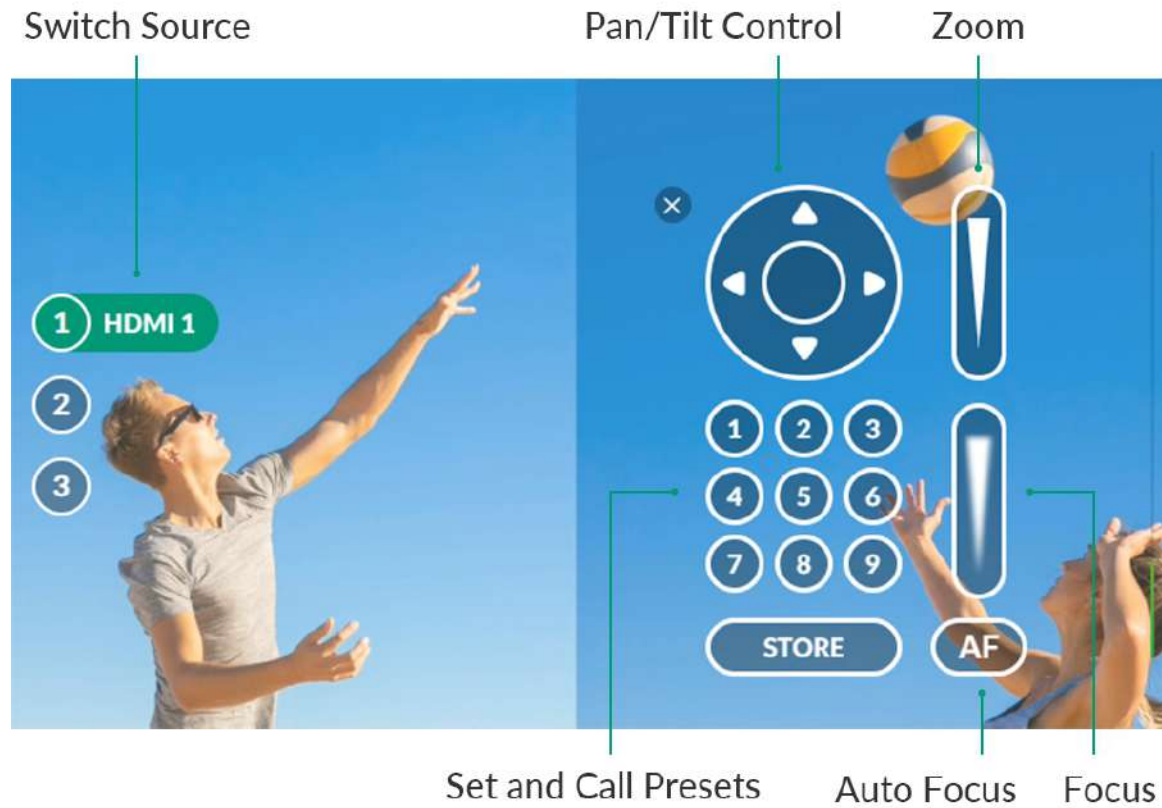 Switch Source
Pan/Tilt Control
Zoom
1 HDMI 1
2
3
1 2 3
4 5 6
7 8 9
STORE
AF
Set and Call Presets
Auto Focus
Focus